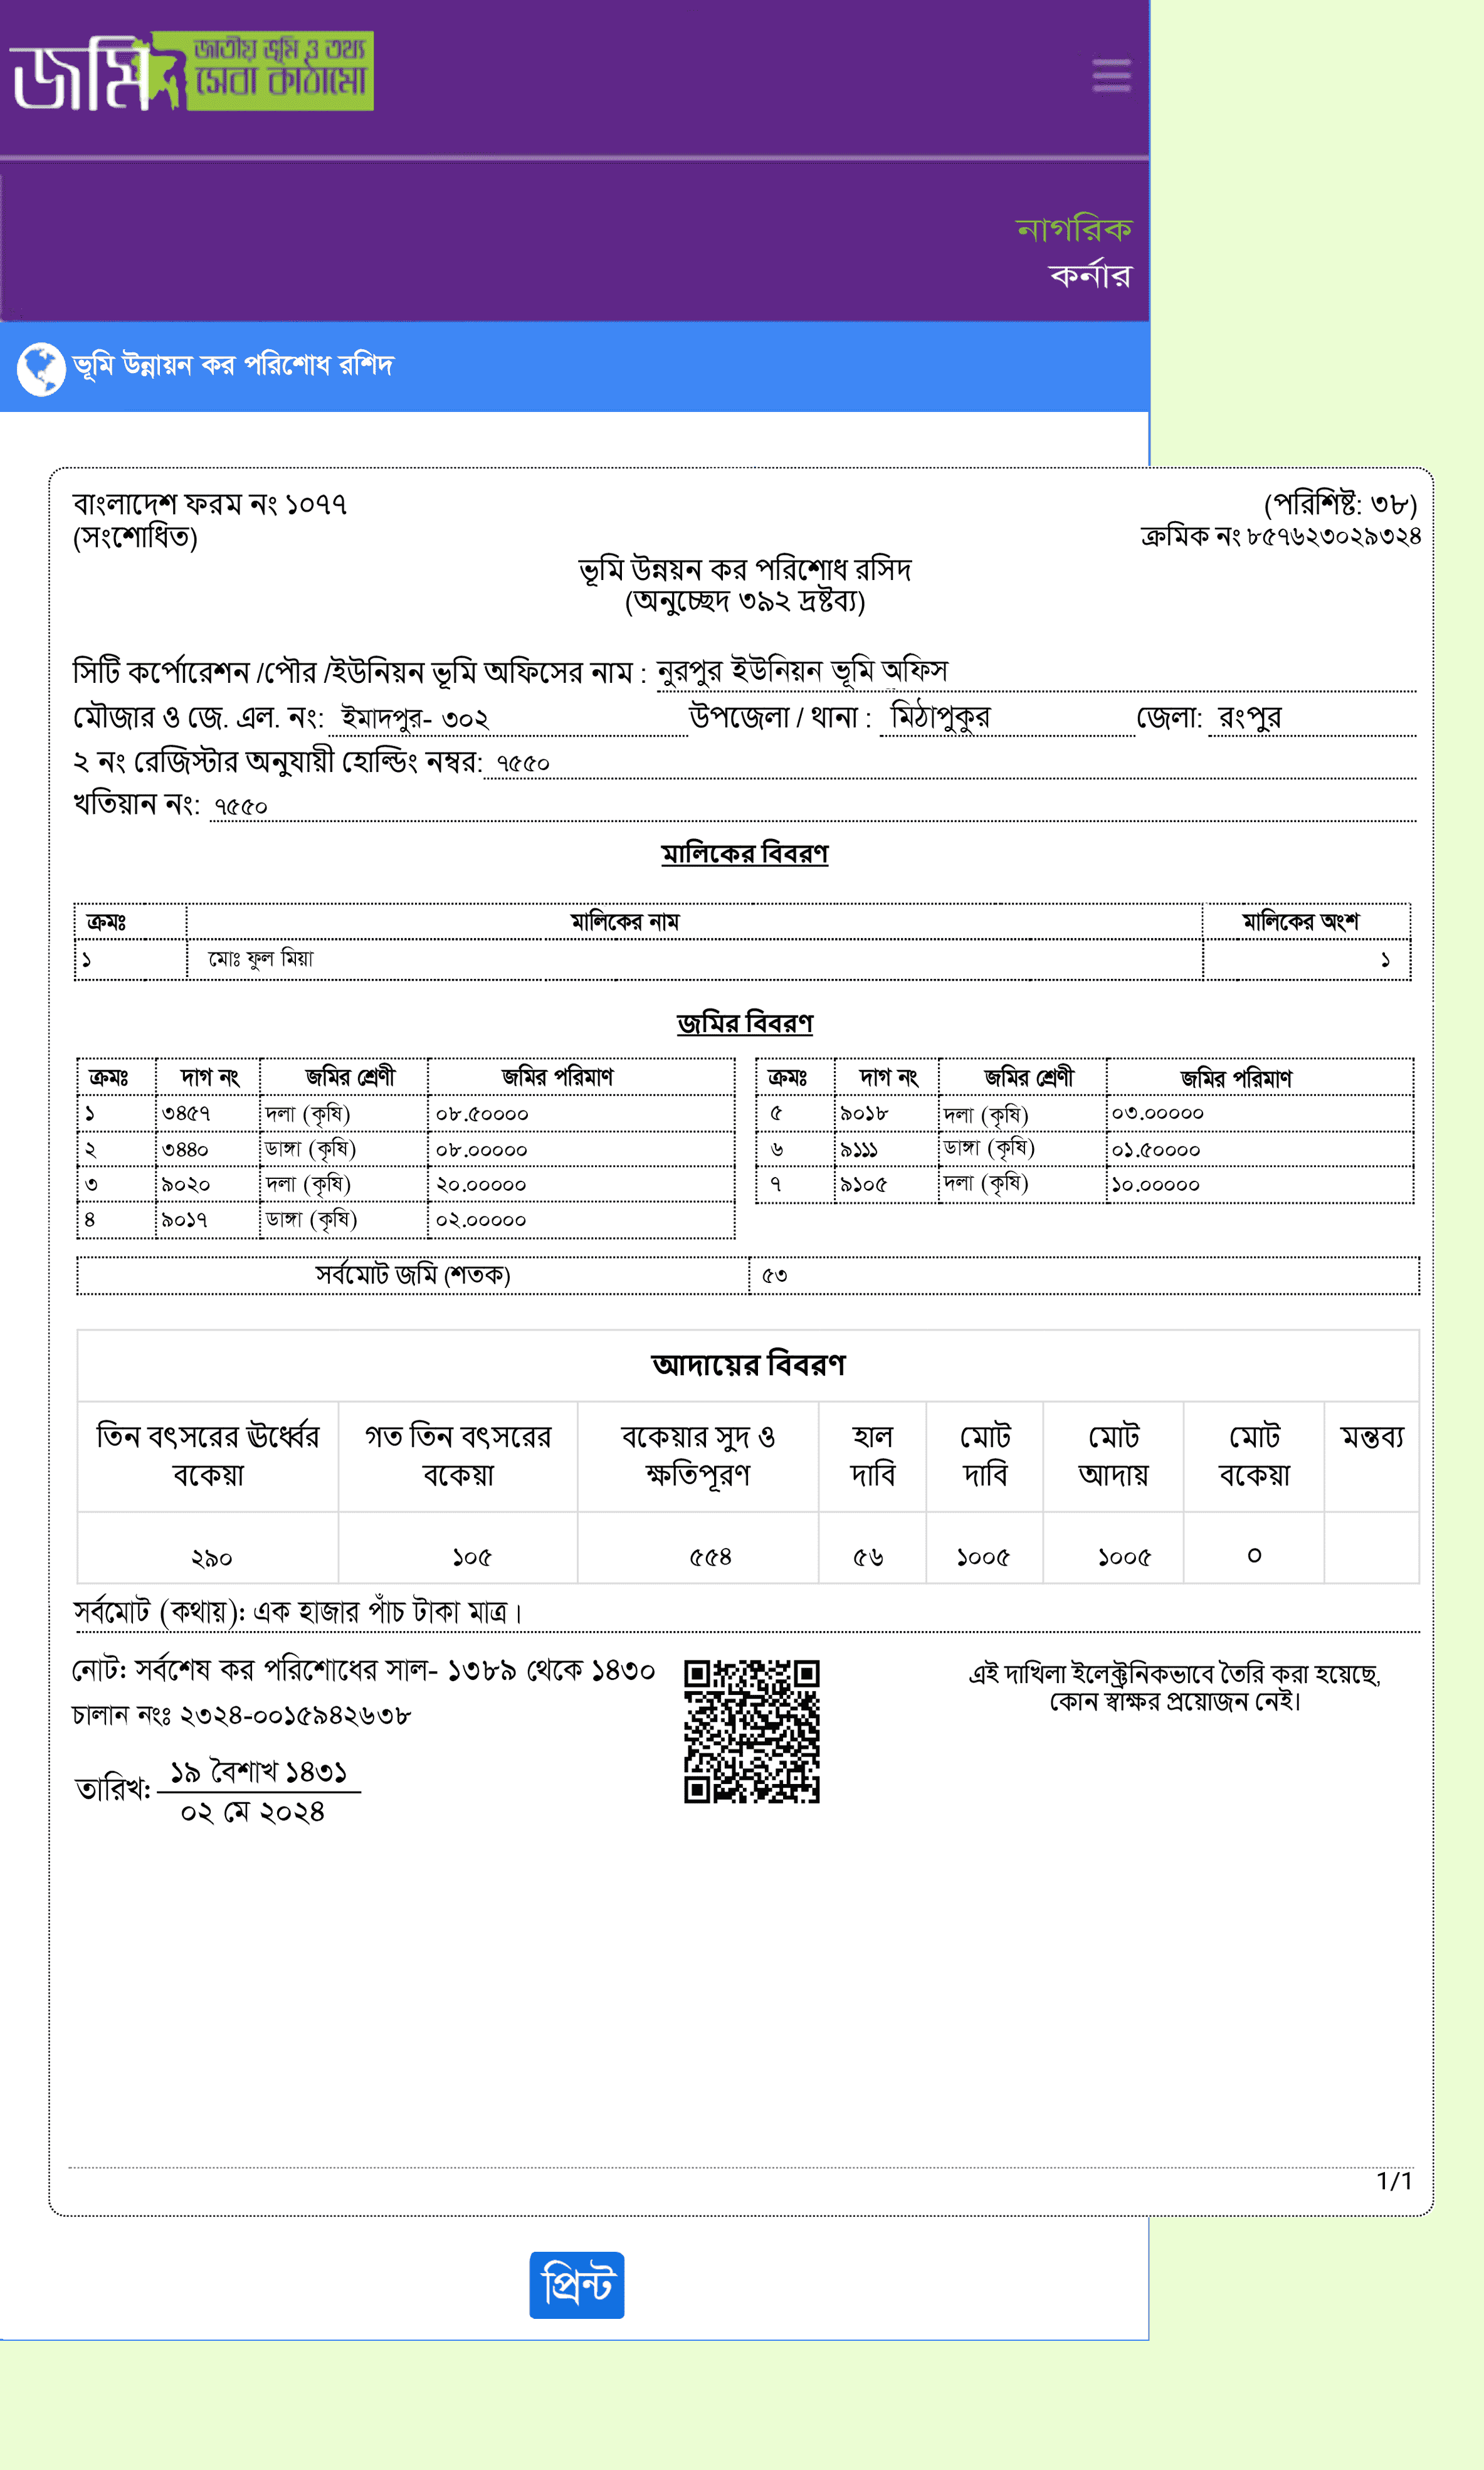 জমি জাতীয় ভূমি ও তথ্য
সেবা কাঠামো
নাগরিক
কর্নার
ভূমি উন্নায়ন কর পরিশোধ রশিদ
বাংলাদেশ ফরম নং ১০৭৭ (পরিশিষ্ট: ৩৮)
(সংশোধিত) ক্রমিক নং ৮৫৭৬২৩০২৯৩২৪
ভূমি উন্নয়ন কর পরিশোধ রসিদ
(অনুচ্ছেদ ৩৯২ দ্রষ্টব্য)
সিটি কর্পোরেশন /পৌর /ইউনিয়ন ভূমি অফিসের নাম : নুরপুর ইউনিয়ন ভূমি অফিস
মৌজার ও জে. এল. নং: ইমাদপুর- ৩০২ উপজেলা / থানা : মিঠাপুকুর জেলা: রংপুর
২ নং রেজিস্টার অনুযায়ী হোল্ডিং নম্বর: ৭৫৫০
খতিয়ান নং: ৭৫৫০
মালিকের বিবরণ
ক্রমঃ মালিকের নাম মালিকের অংশ
১ মোঃ ফুল মিয়া ১
জমির বিবরণ
ক্রমঃ দাগ নং জমির শ্রেণী জমির পরিমাণ
১ ৩৪৫৭ দলা (কৃষি) ০৮.৫০০০০
২ ৩৪৪০ ডাঙ্গা (কৃষি) ০৮.০০০০০
৩ ৯০২০ দলা (কৃষি) ২০.০০০০০
৪ ৯০১৭ ডাঙ্গা (কৃষি) ০২.০০০০০
ক্রমঃ দাগ নং জমির শ্রেণী জমির পরিমাণ
৫ ৯০১৮ দলা (কৃষি) ০৩.০০০০০
৬ ৯১১১ ডাঙ্গা (কৃষি) ০১.৫০০০০
৭ ৯১০৫ দলা (কৃষি) ১০.০০০০০
সর্বমোট জমি (শতক) ৫৩
আদায়ের বিবরণ
তিন বৎসরের ঊর্ধ্বের গত তিন বৎসরের বকেয়ার সুদ ও হাল মোট মোট মোট মন্তব্য
বকেয়া বকেয়া ক্ষতিপূরণ দাবি দাবি আদায় বকেয়া
২৯০ ১০৫ ৫৫৪ ৫৬ ১০০৫ ১০০৫ ০
সর্বমোট (কথায়): এক হাজার পাঁচ টাকা মাত্র।
নোট: সর্বশেষ কর পরিশোধের সাল- ১৩৮৯ থেকে ১৪৩০
চালান নংঃ ২৩২৪-০০১৫৯৪২৬৩৮
তারিখ: ১৯ বৈশাখ ১৪৩১
০২ মে ২০২৪
এই দাখিলা ইলেক্ট্রনিকভাবে তৈরি করা হয়েছে,
কোন স্বাক্ষর প্রয়োজন নেই।
1/1
প্রিন্ট